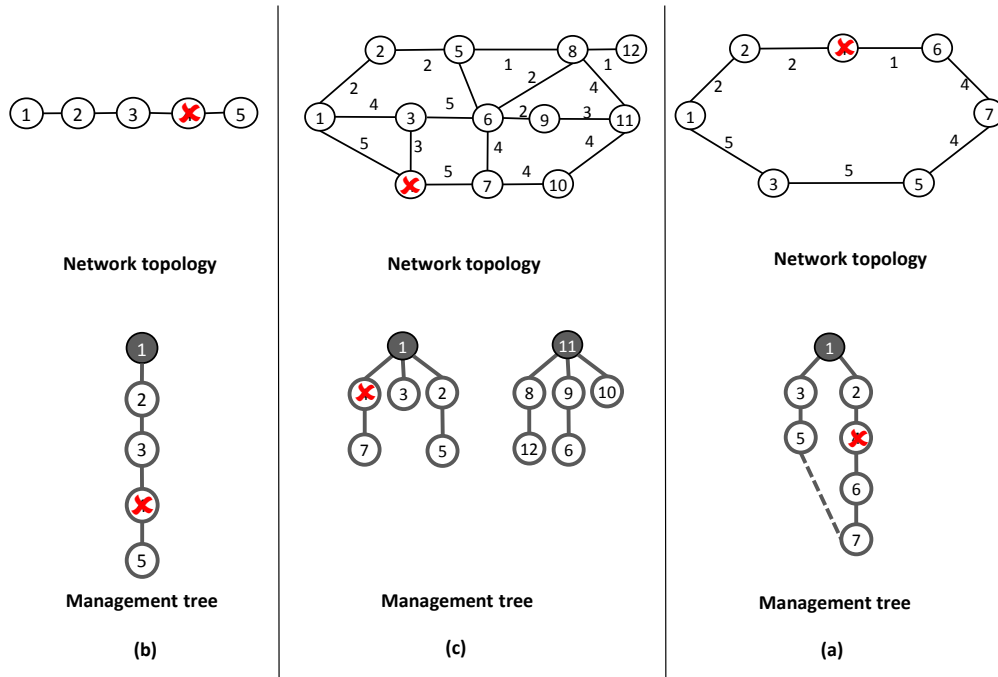 1 2 3 5
Network topology
1
2
3
5
Management tree
(b)
2 5 8 12
2 1 1
2 2 4
1 4 3 5 6 2 9 3 11
5 3 4 4
5 7 4 10
Network topology
1 11
3 2 8 9 10
7 5 12 6
Management tree
(c)
2 2 1 6
2 4
1 7
5 4
3 5 5
Network topology
1
3 2
5
6
7
Management tree
(a)